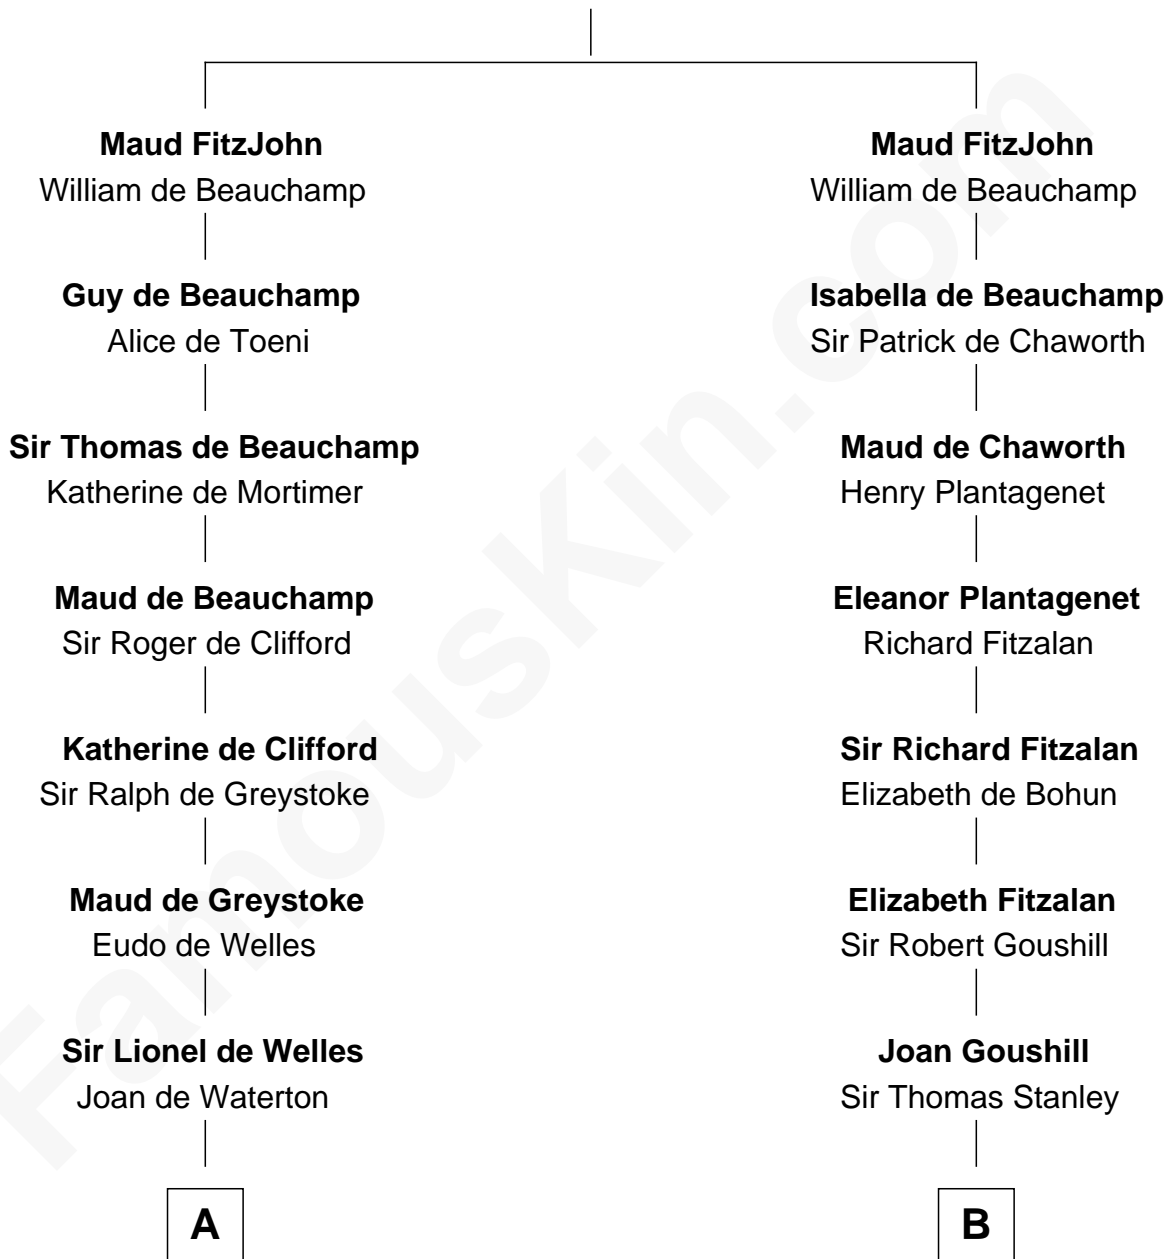 Maud FitzJohn
William de Beauchamp
Guy de Beauchamp
Alice de Toeni
Sir Thomas de Beauchamp
Katherine de Mortimer
Maud de Beauchamp
Sir Roger de Clifford
Katherine de Clifford
Sir Ralph de Greystoke
Maud de Greystoke
Eudo de Welles
Sir Lionel de Welles
Joan de Waterton
A
Maud FitzJohn
William de Beauchamp
Isabella de Beauchamp
Sir Patrick de Chaworth
Maud de Chaworth
Henry Plantagenet
Eleanor Plantagenet
Richard Fitzalan
Sir Richard Fitzalan
Elizabeth de Bohun
Elizabeth Fitzalan
Sir Robert Goushill
Joan Goushill
Sir Thomas Stanley
B
FamousKin.com